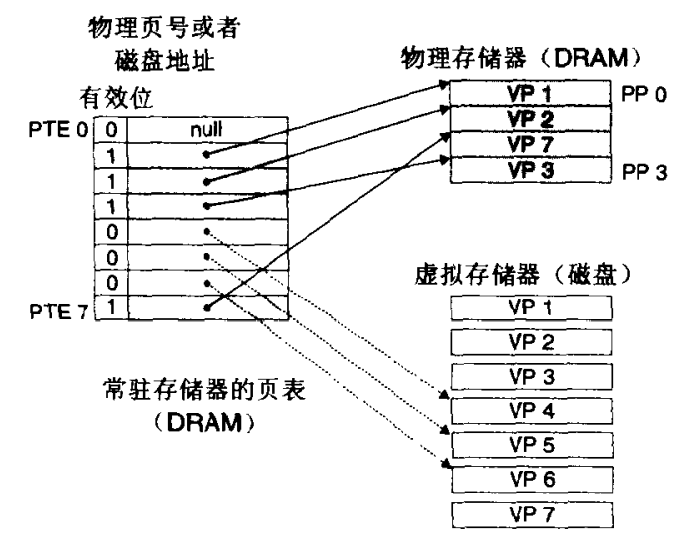 物理页号或者
磁盘地址
有效位
PTE 0 0 null
1
1
1
0
0
0
PTE 7 1
常驻存储器的页表
（DRAM）
物理存储器（DRAM）
VP 1 PP 0
VP 2
VP 7
VP 3 PP 3
虚拟存储器（磁盘）
VP 1
VP 2
VP 3
VP 4
VP 5
VP 6
VP 7